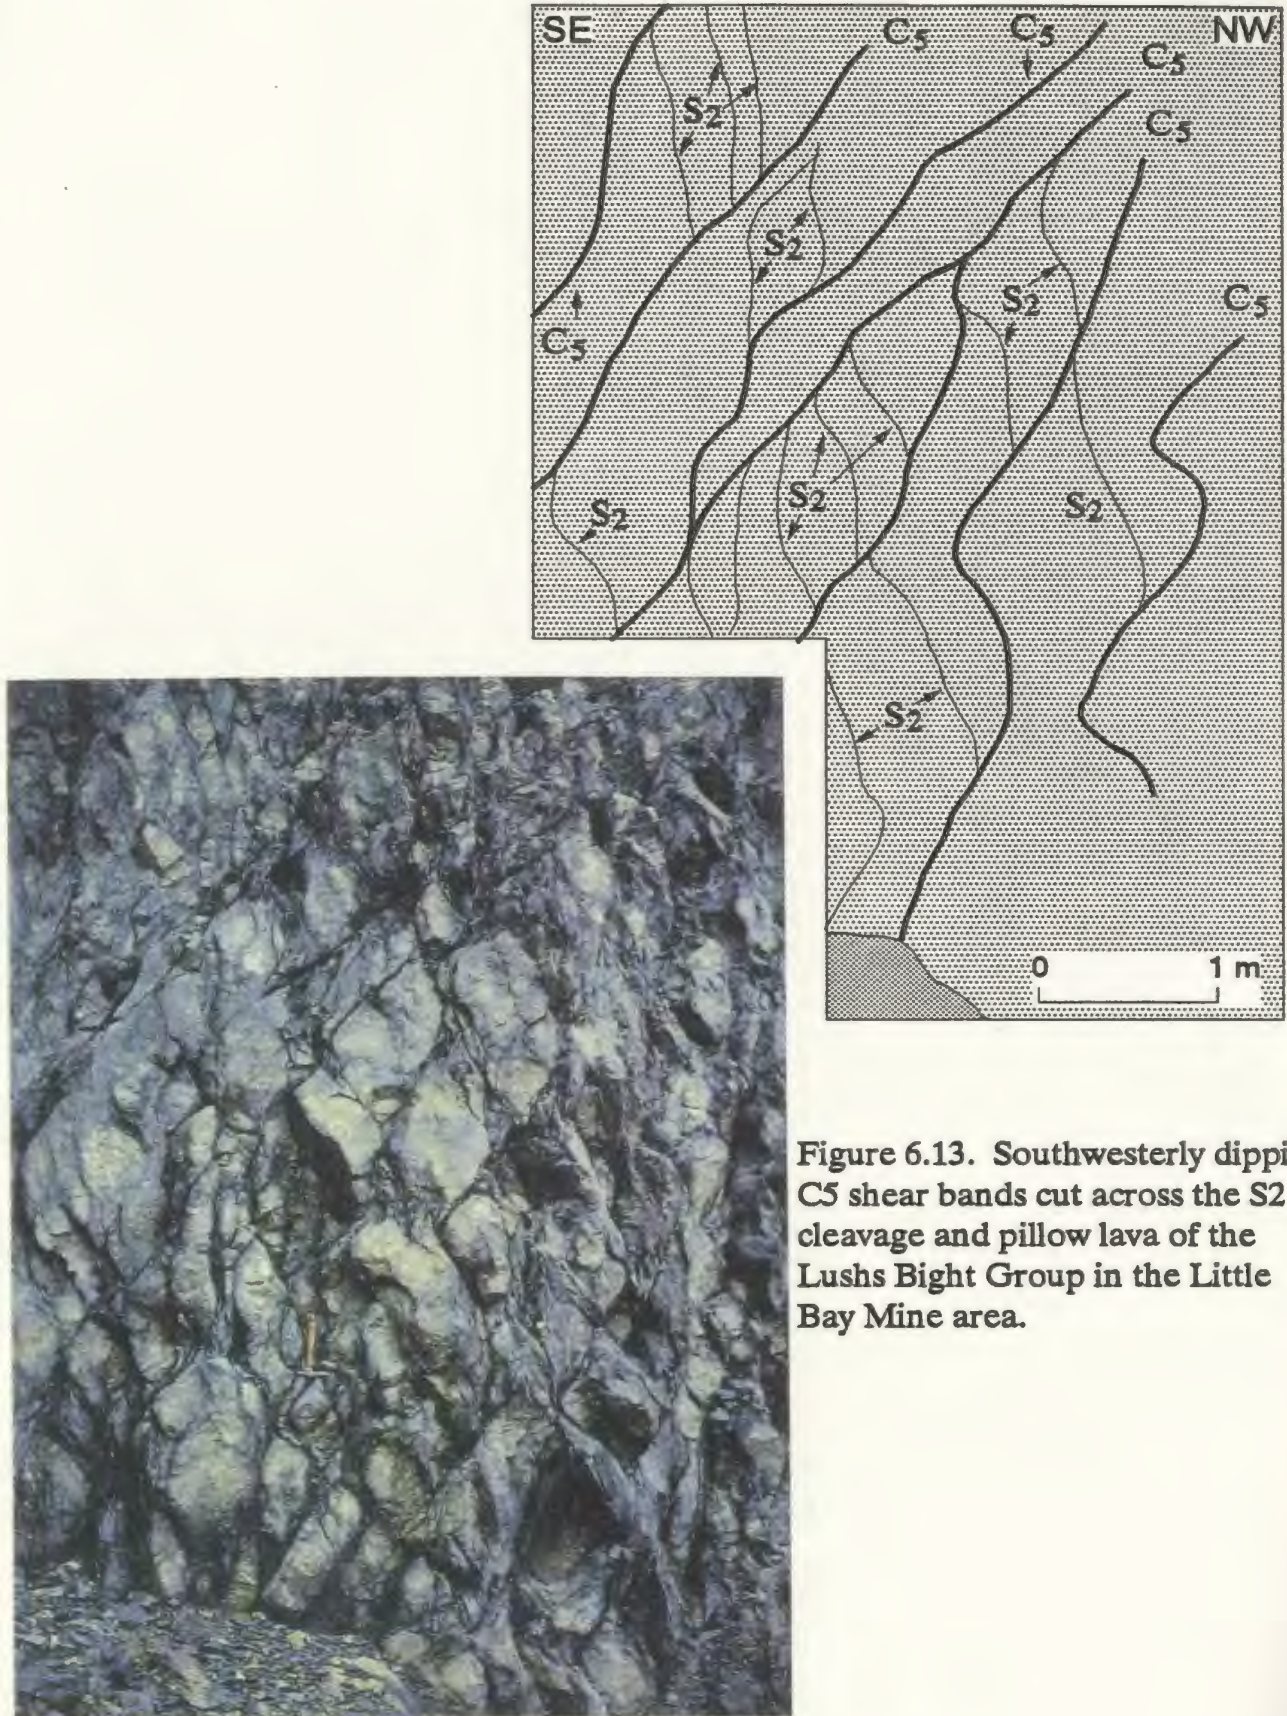 SE
C5
C5
NW
C5
S2
C5
S2
C5
S2
C5
S2
S2
S2
S2
0 1 m
Figure 6.13. Southwesterly dippi
C5 shear bands cut across the S2
cleavage and pillow lava of the
Lushs Bight Group in the Little
Bay Mine area.